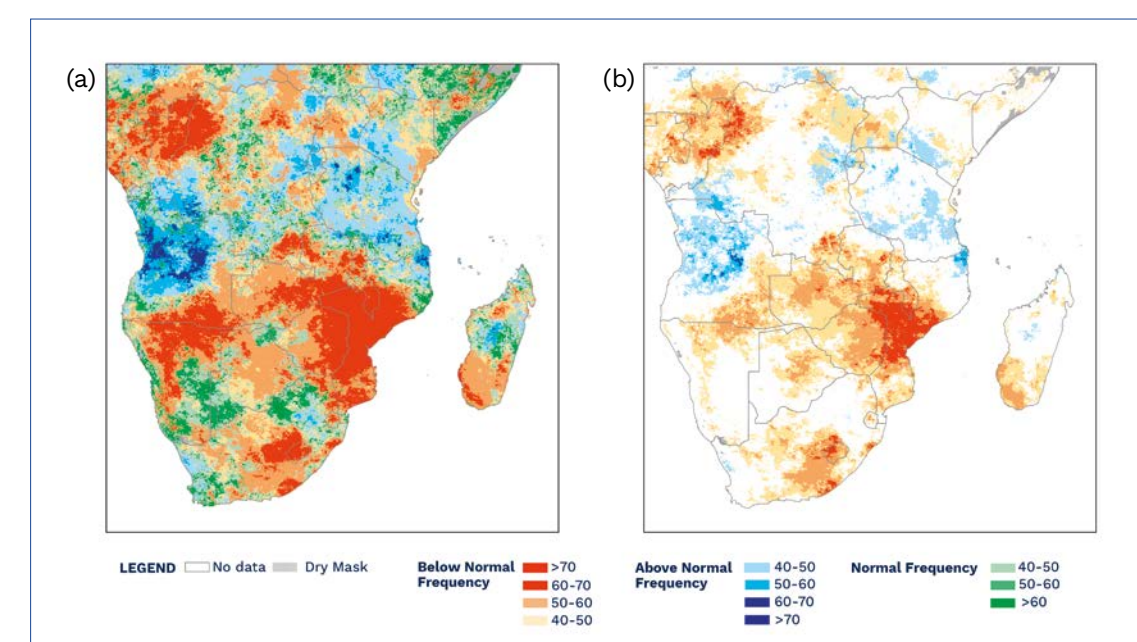 (a)
(b)
LEGEND No data Dry Mask
Below Normal
Frequency
>70
60-70
50-60
40-50
Above Normal
Frequency
40-50
50-60
60-70
>70
Normal Frequency
40-50
50-60
>60